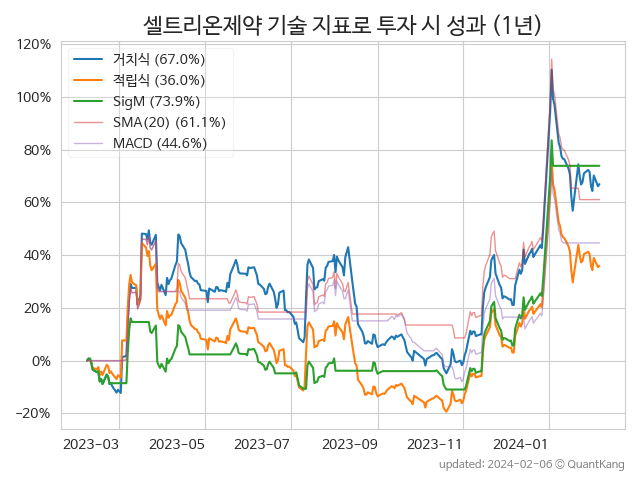 셀트리온제약 기술 지표로 투자 시 성과 (1년)
거치식 (67.0%)
적립식 (36.0%)
SigM (73.9%)
SMA(20) (61.1%)
MACD (44.6%)
120%
100%
80%
60%
40%
20%
0%
−20%
2023-03 2023-05 2023-07 2023-09 2023-11 2024-01
updated: 2024-02-06 © QuantKang